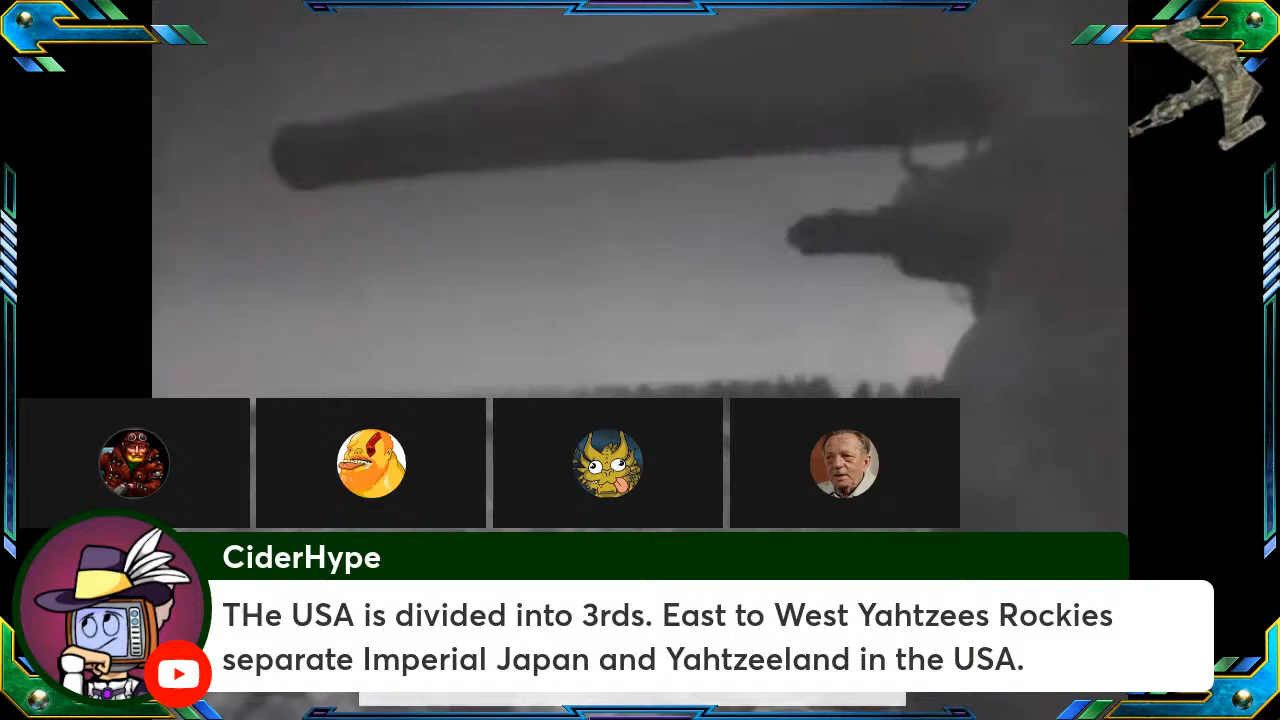 CiderHype
THe USA is divided into 3rds. East to West Yahtzees Rockies
separate Imperial Japan and Yahtzeeland in the USA.